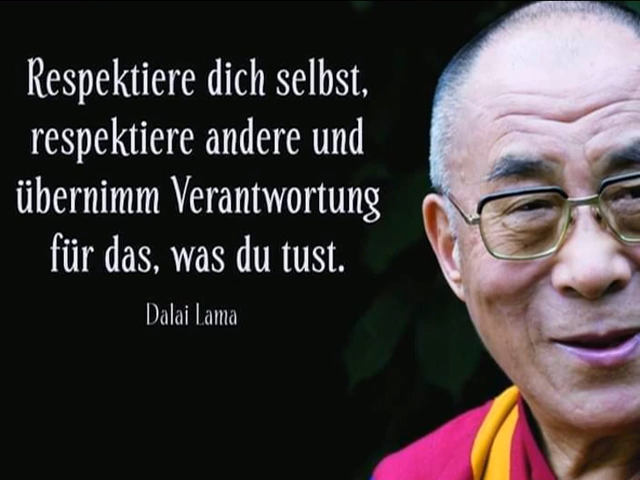 Respektiere dich selbst,
respektiere andere und
übernimm Verantwortung
für das, was du tust.
Dalai Lama